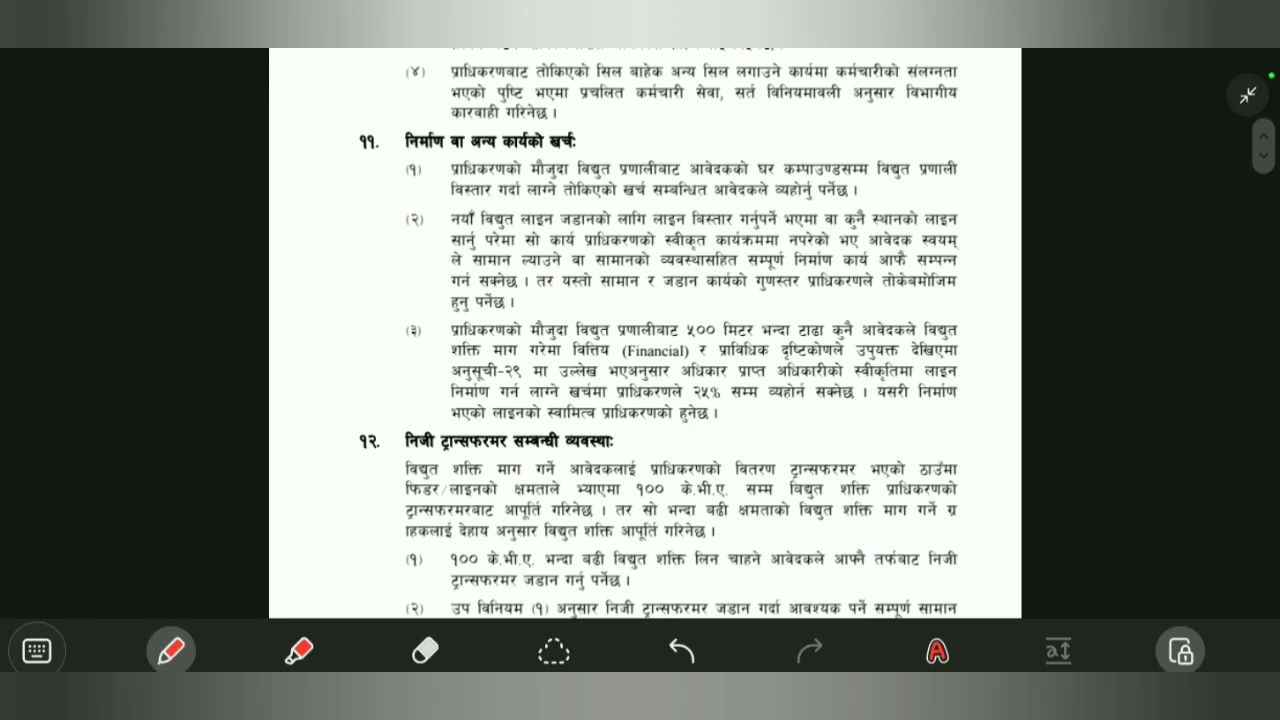 (४) प्राधिकरणबाट तोकिएको सिल बाहेक अन्य सिल लगाउने कार्यमा कर्मचारीको संलग्नता
भएको पुष्टि भएमा प्रचलित कर्मचारी सेवा, सर्त विनियमावली अनुसार विभागीय
कारबाही गरिनेछ ।
११. निर्माण वा अन्य कार्यको खर्चः
(१) प्राधिकरणको मौजुदा विद्युत प्रणालीबाट आवेदकको घर कम्पाउण्डसम्म विद्युत प्रणाली
विस्तार गर्दा लाग्ने तोकिएको खर्च सम्बन्धित आवेदकले व्यहोर्नु पर्नेछ ।
(२) नयाँ विद्युत लाइन जडानको लागि लाइन विस्तार गर्नुपर्ने भएमा वा कुनै स्थानको लाइन
सार्नु परेमा सो कार्य प्राधिकरणको स्वीकृत कार्यक्रममा नपरेको भए आवेदक स्वयम्
ले सामान ल्याउने वा सामानको व्यवस्थासहित सम्पूर्ण निर्माण कार्य आफै सम्पन्न
गर्न सक्नेछ । तर यस्तो सामान र जडान कार्यको गुणस्तर प्राधिकरणले तोकेबमोजिम
हुनु पर्नेछ ।
(३) प्राधिकरणको मौजुदा विद्युत प्रणालीबाट ५०० मिटर भन्दा टाढा कुनै आवेदकले विद्युत
शक्ति माग गरेमा वित्तिय (Financial) र प्राविधिक दृष्टिकोणले उपुयक्त देखिएमा
अनुसूची-२९ मा उल्लेख भएअनुसार अधिकार प्राप्त अधिकारीको स्वीकृतिमा लाइन
निर्माण गर्न लाग्ने खर्चमा प्राधिकरणले २५% सम्म व्यहोर्न सक्नेछ । यसरी निर्माण
भएको लाइनको स्वामित्व प्राधिकरणको हुनेछ ।
१२. निजी ट्रान्सफरमर सम्बन्धी व्यवस्थाः
विद्युत शक्ति माग गर्ने आवेदकलाई प्राधिकरणको वितरण ट्रान्सफरमर भएको ठाउँमा
फिडर/लाइनको क्षमताले भ्याएमा १०० के.भी.ए. सम्म विद्युत शक्ति प्राधिकरणको
ट्रान्सफरमरबाट आपूर्ति गरिनेछ । तर सो भन्दा बढी क्षमताको विद्युत शक्ति माग गर्ने ग्र
ाहकलाई देहाय अनुसार विद्युत शक्ति आपूर्ति गरिनेछ ।
(१) १०० के.भी.ए. भन्दा बढी विद्युत शक्ति लिन चाहने आवेदकले आफ्नै तर्फबाट निजी
ट्रान्सफरमर जडान गर्नु पर्नेछ ।
(२) उप विनियम (१) अनुसार निजी ट्रान्सफरमर जडान गर्दा आवश्यक पर्ने सम्पूर्ण सामान